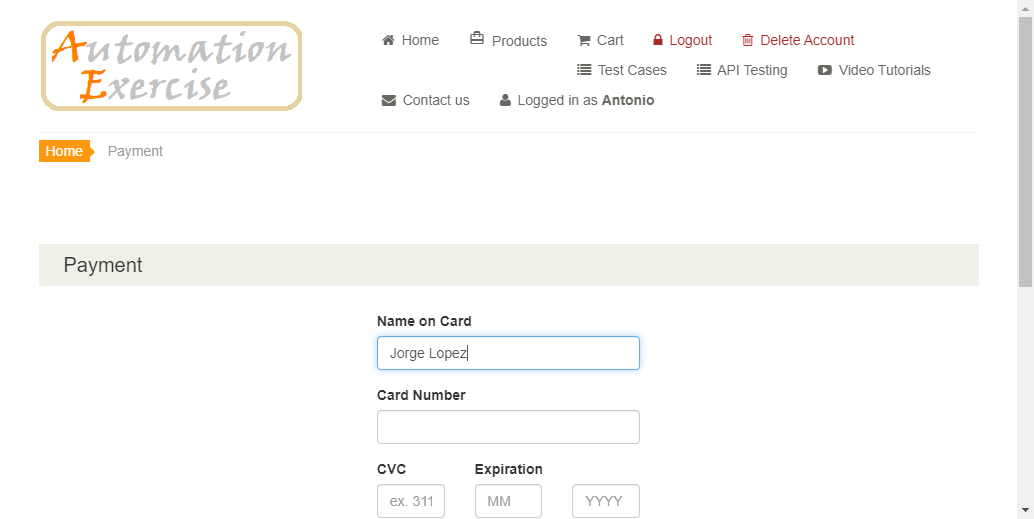 Automation
Exercise
Home Products Cart Logout Delete Account
Test Cases API Testing Video Tutorials
Contact us Logged in as Antonio
Home Payment
Payment
Name on Card
Jorge Lopez
Card Number
CVC Expiration
ex. 311 MM YYYY